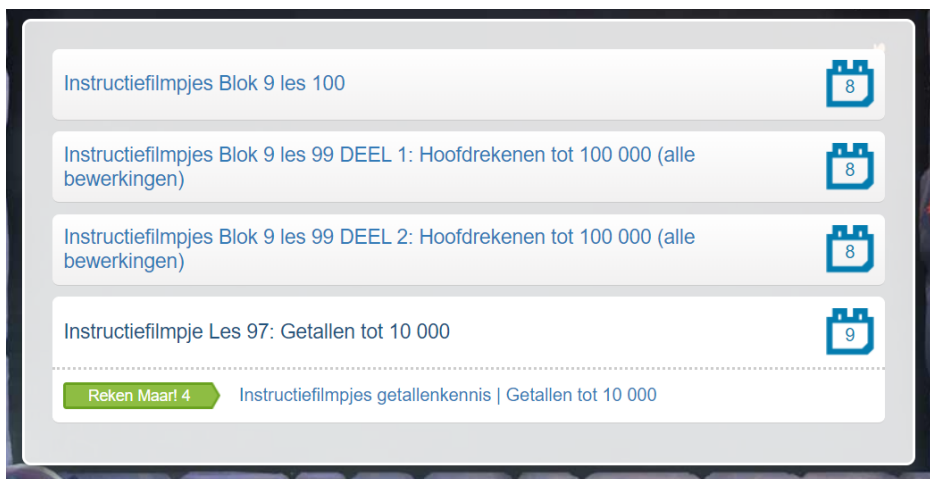 Instructiefilmpjes Blok 9 les 100
8
Instructiefilmpjes Blok 9 les 99 DEEL 1: Hoofdrekenen tot 100 000 (alle
bewerkingen)
8
Instructiefilmpjes Blok 9 les 99 DEEL 2: Hoofdrekenen tot 100 000 (alle
bewerkingen)
8
Instructiefilmpje Les 97: Getallen tot 10 000
9
Reken Maar! 4
Instructiefilmpjes getallenkennis | Getallen tot 10 000